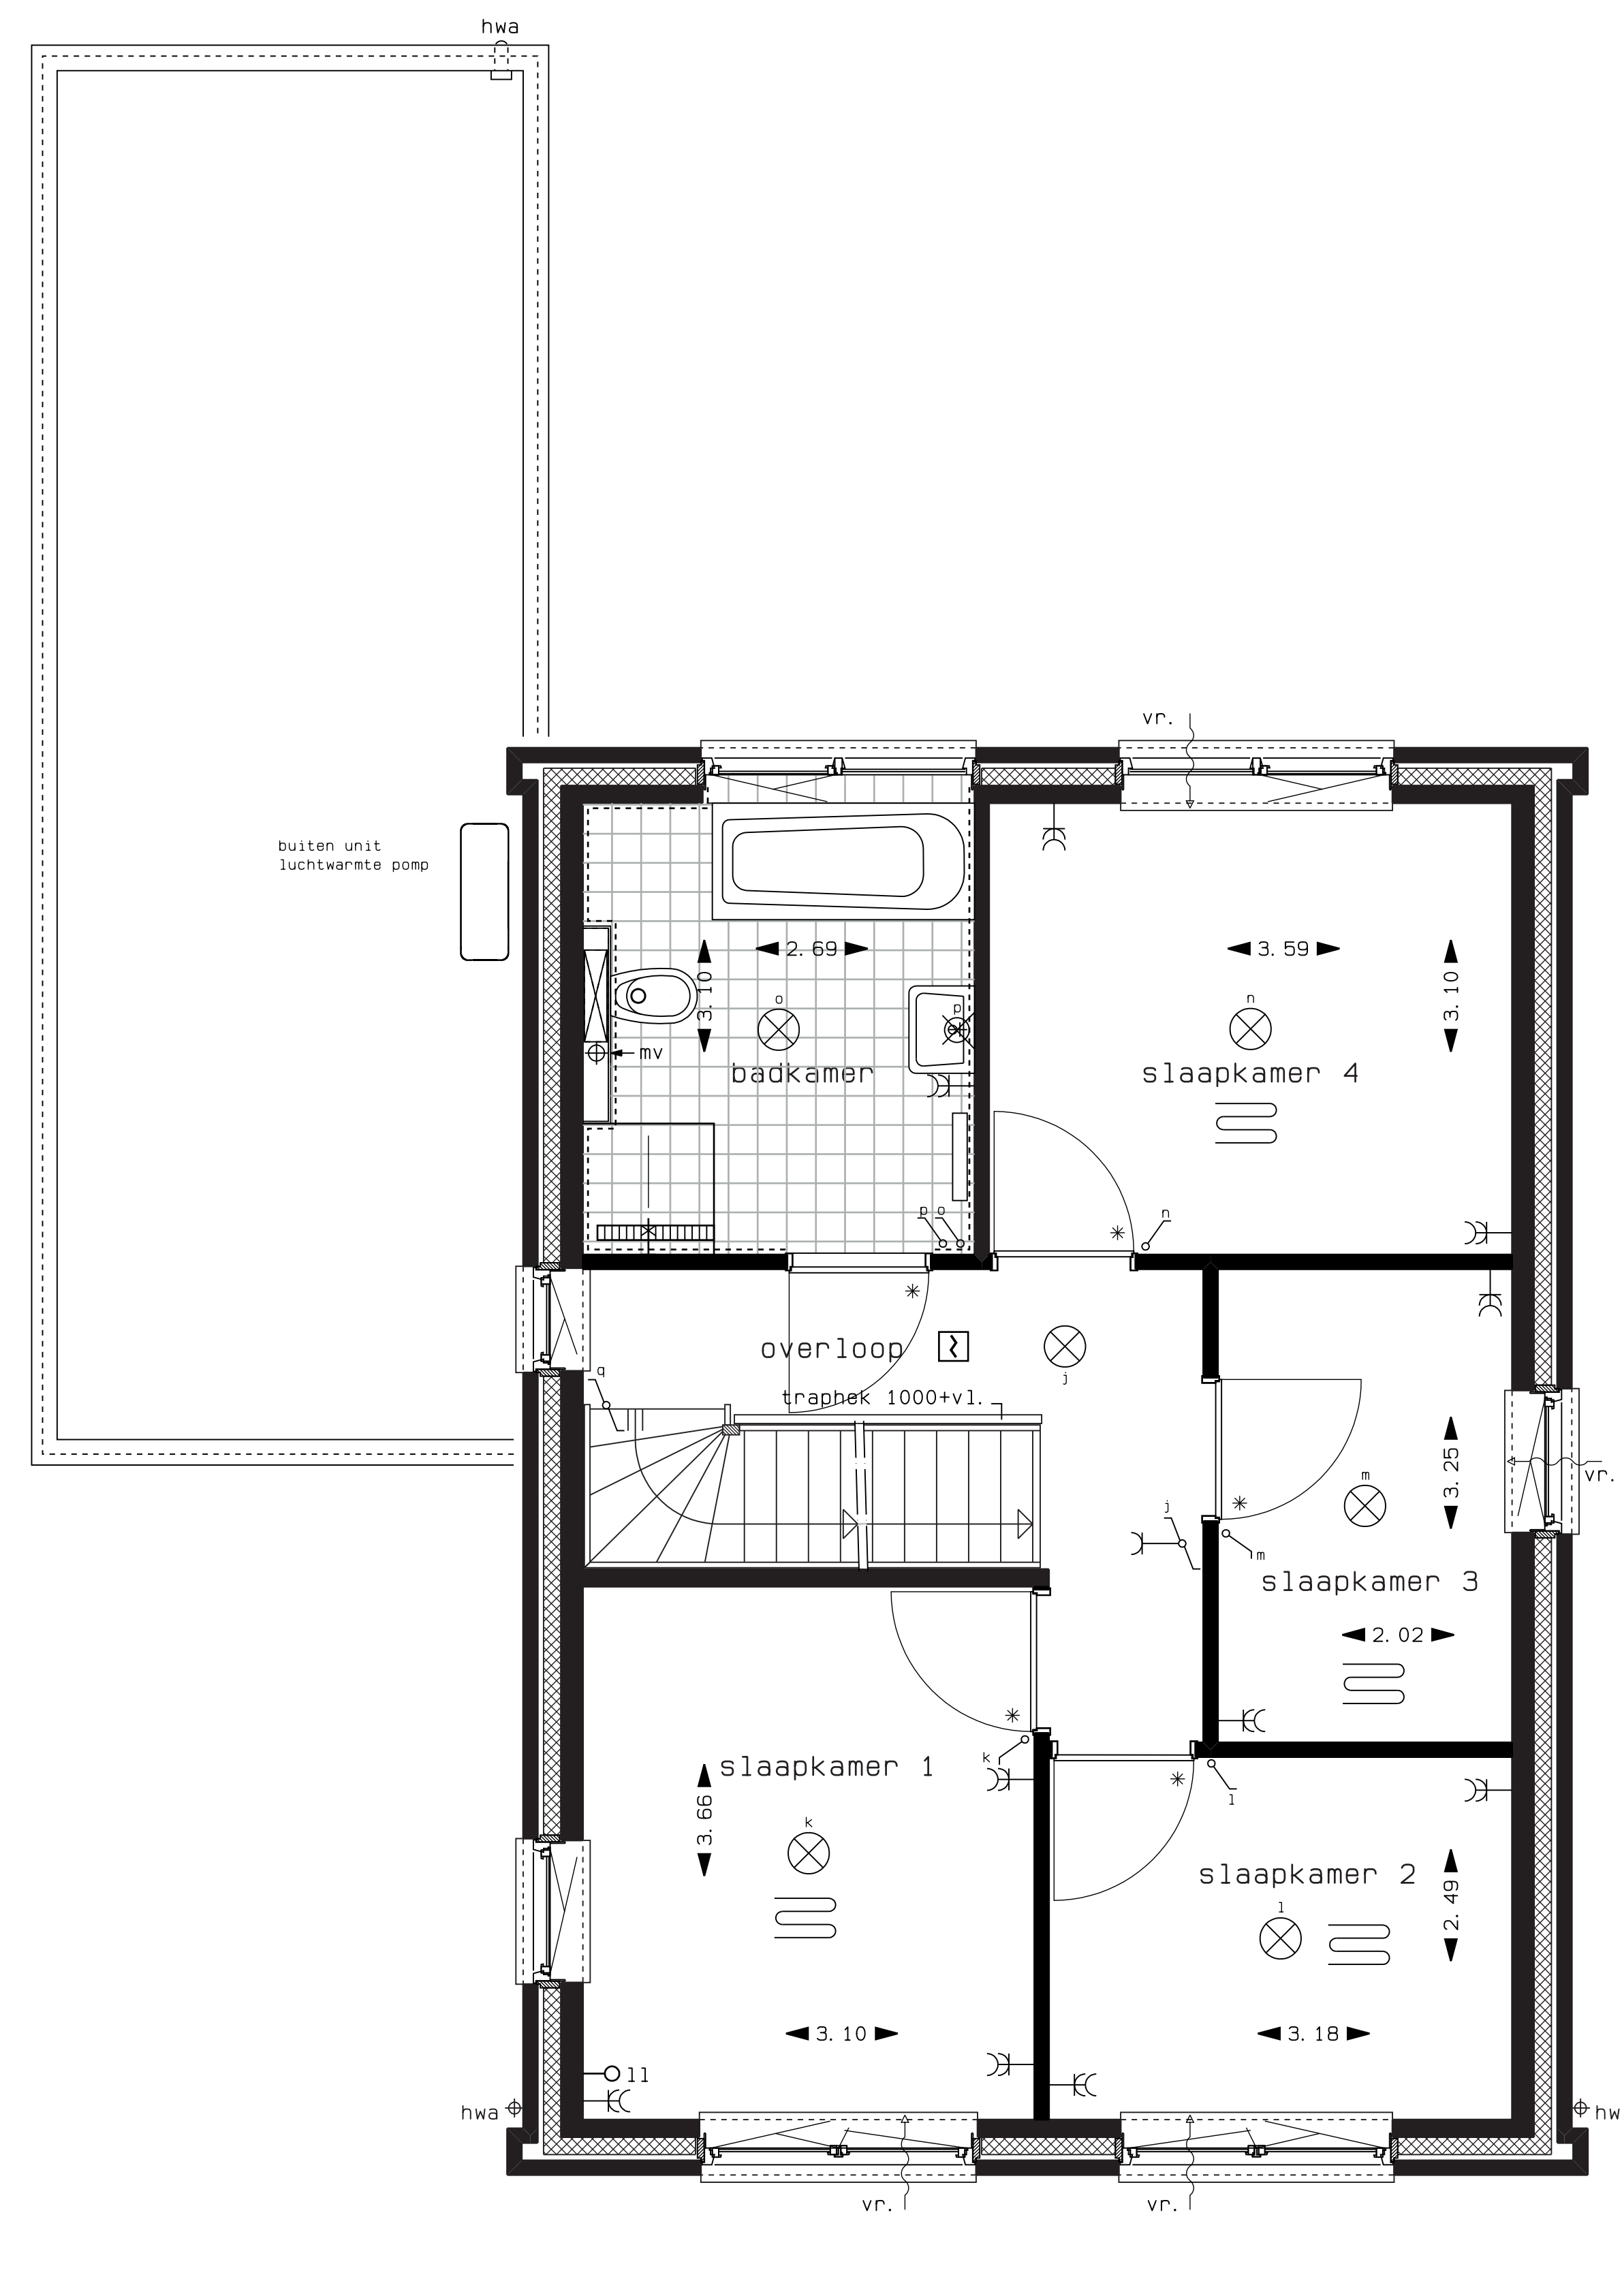 hwa
vr.
buiten unit
luchtwarmte pomp
2.69
3.59
3.10
3.10
o
n
p
mv
badkamer
slaapkamer 4
p o
n
overloop
j
q
traphek 1000+vl.
3.25
vr.
m
j
m
slaapkamer 3
2.02
k
slaapkamer 1
l
3.66
k
slaapkamer 2
l
2.49
3.10
3.18
ll
hwa
hw
vr.
vr.